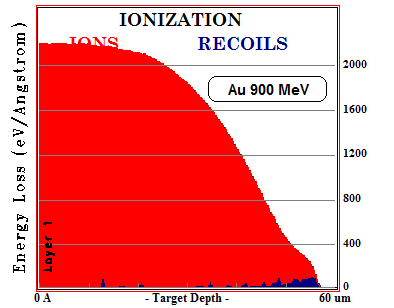 IONIZATION
IONS RECOILS
Au 900 MeV
Energy Loss (eV/Angstrom)
Layer 1
2000
1600
1200
800
400
0
0 A - Target Depth - 60 um